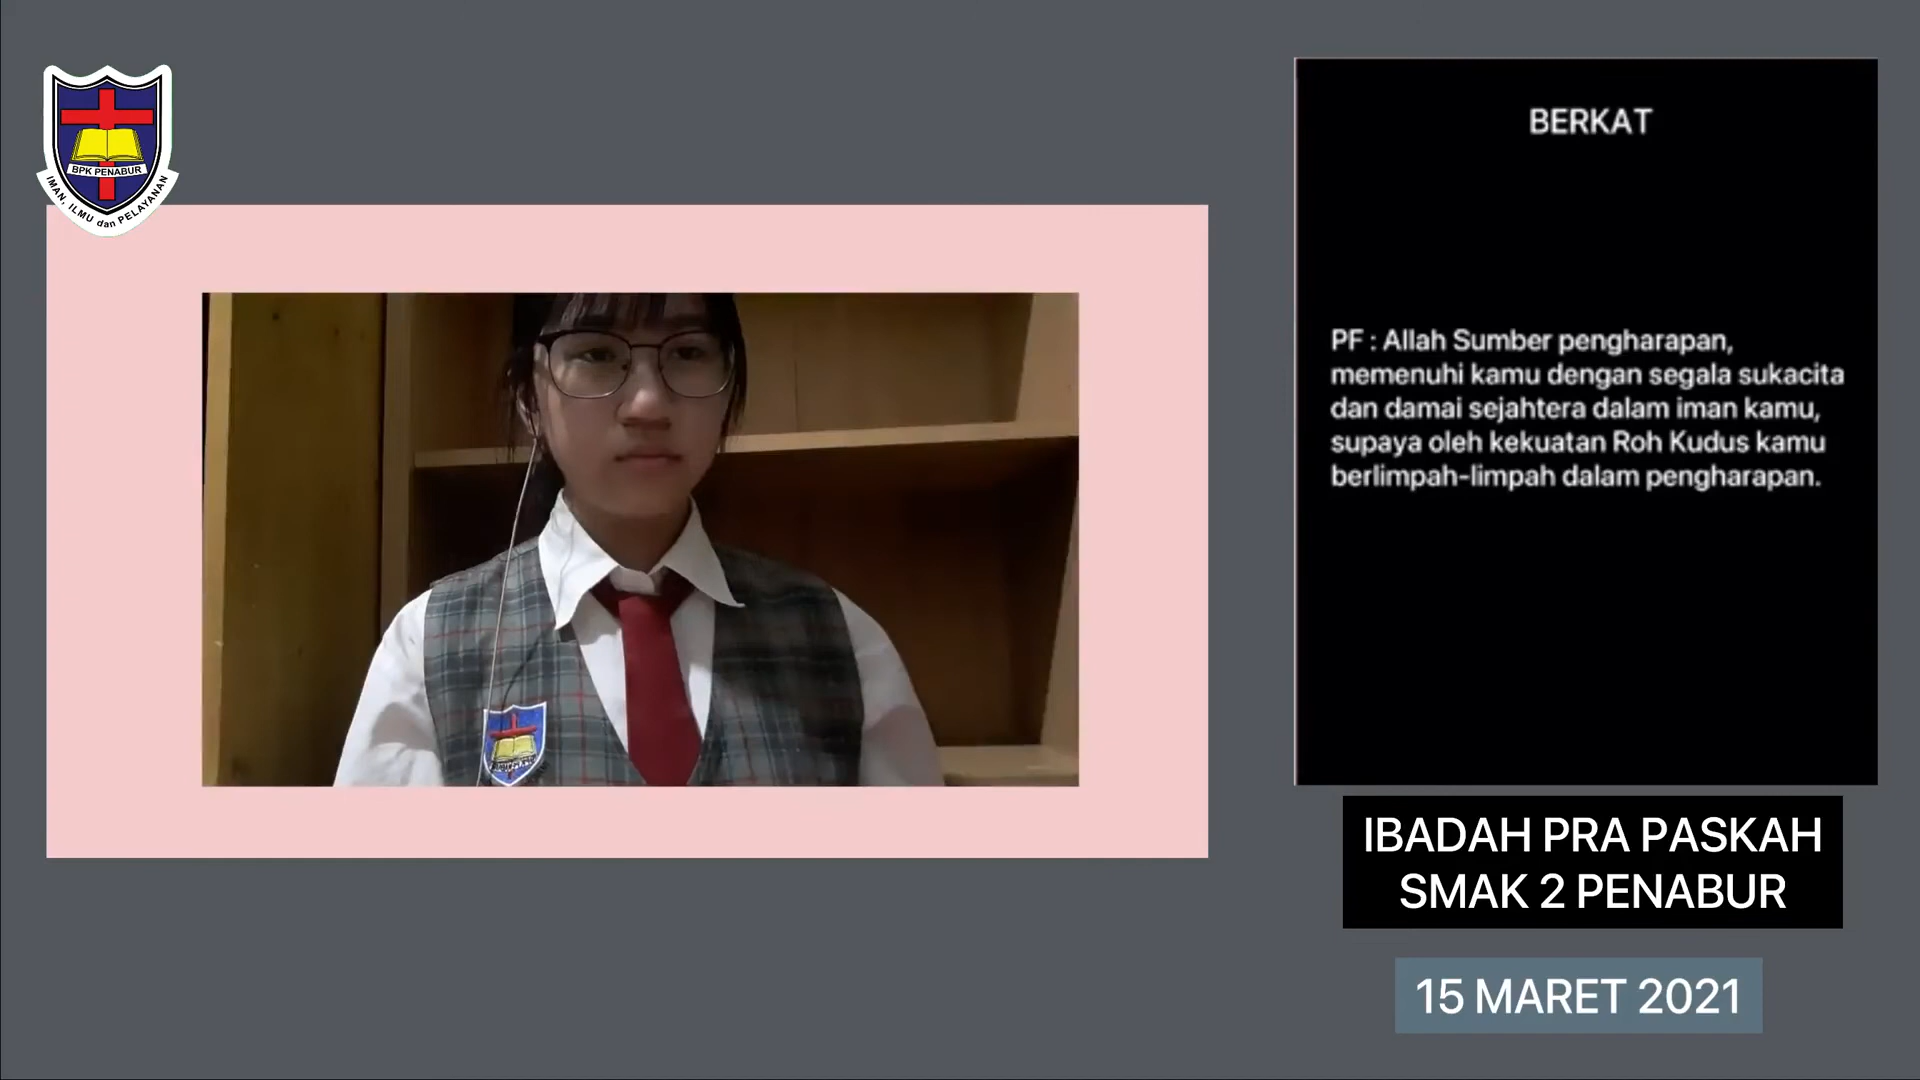 BPK PENABUR
IMAN, ILMU dan PELAYANAN
BERKAT
PF : Allah Sumber pengharapan,
memenuhi kamu dengan segala sukacita
dan damai sejahtera dalam iman kamu,
supaya oleh kekuatan Roh Kudus kamu
berlimpah-limpah dalam pengharapan.
IBADAH PRA PASKAH
SMAK 2 PENABUR
15 MARET 2021